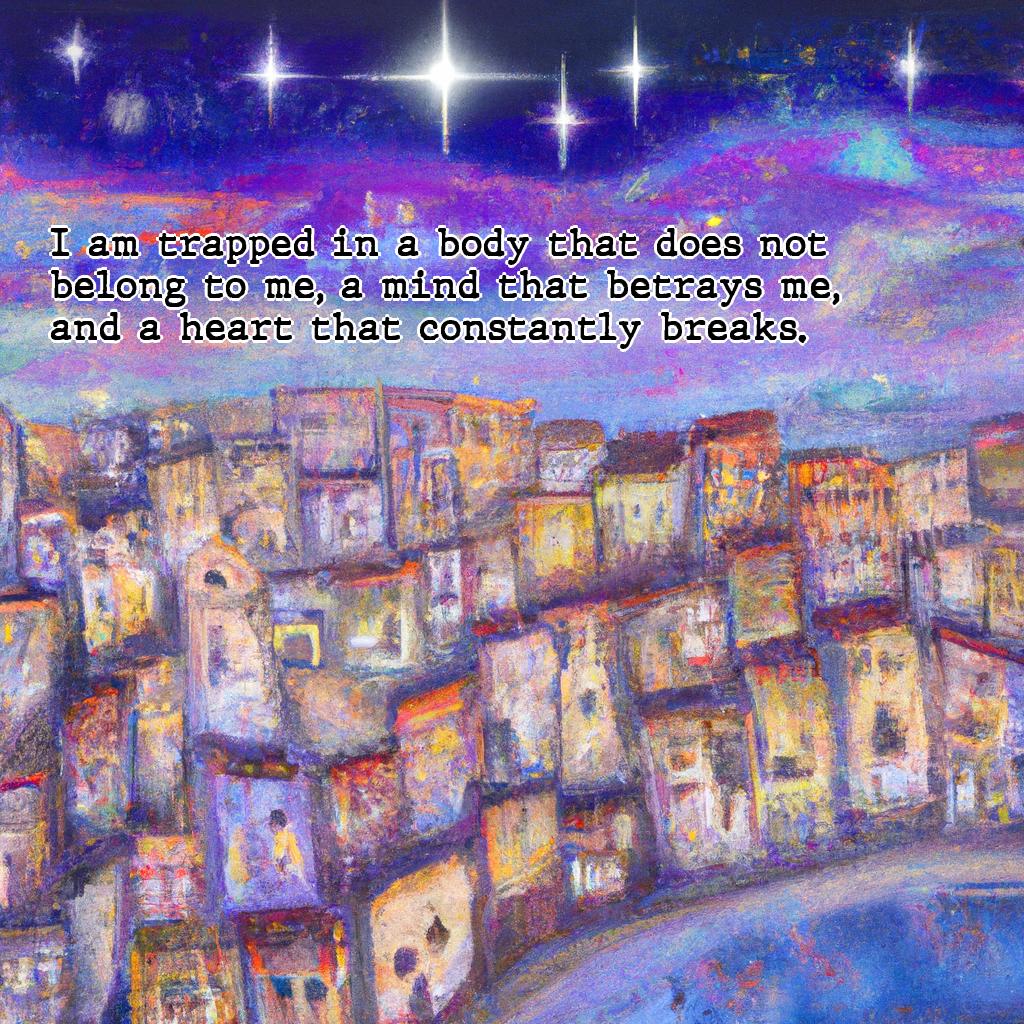 I am trapped in a body that does not
belong to me, a mind that betrays me,
and a heart that constantly breaks.